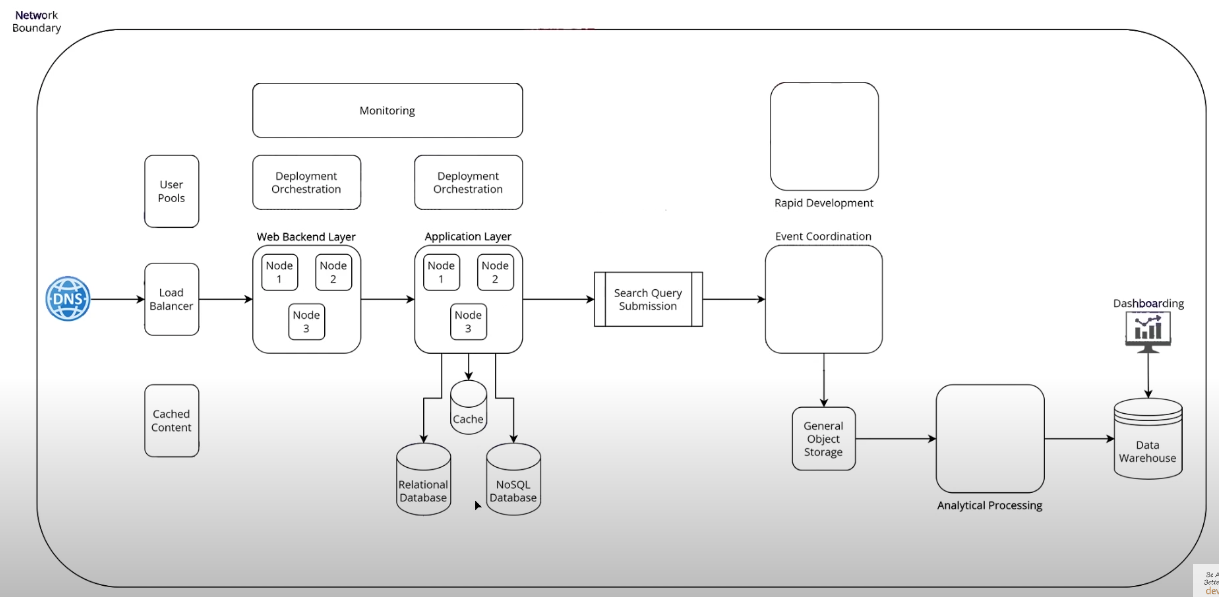 Network
Boundary
Monitoring
User
Pools
Deployment
Orchestration
Deployment
Orchestration
Rapid Development
Web Backend Layer
Application Layer
Event Coordination
DNS
Load
Balancer
Node
1
Node
2
Node
3
Node
1
Node
2
Node
3
Search Query
Submission
Dashboarding
Cached
Content
Cache
Relational
Database
NoSQL
Database
General
Object
Storage
Analytical Processing
Data
Warehouse